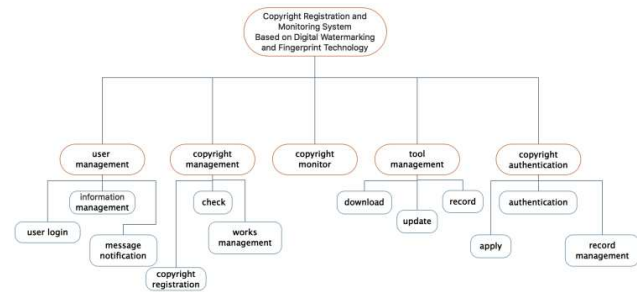 Copyright Registration and
Monitoring System
Based on Digital Watermarking
and Fingerprint Technology
user
management
copyright
management
copyright
monitor
tool
management
copyright
authentication
user login
information
management
message
notification
copyright
registration
check
works
management
download
update
record
apply
authentication
record
management